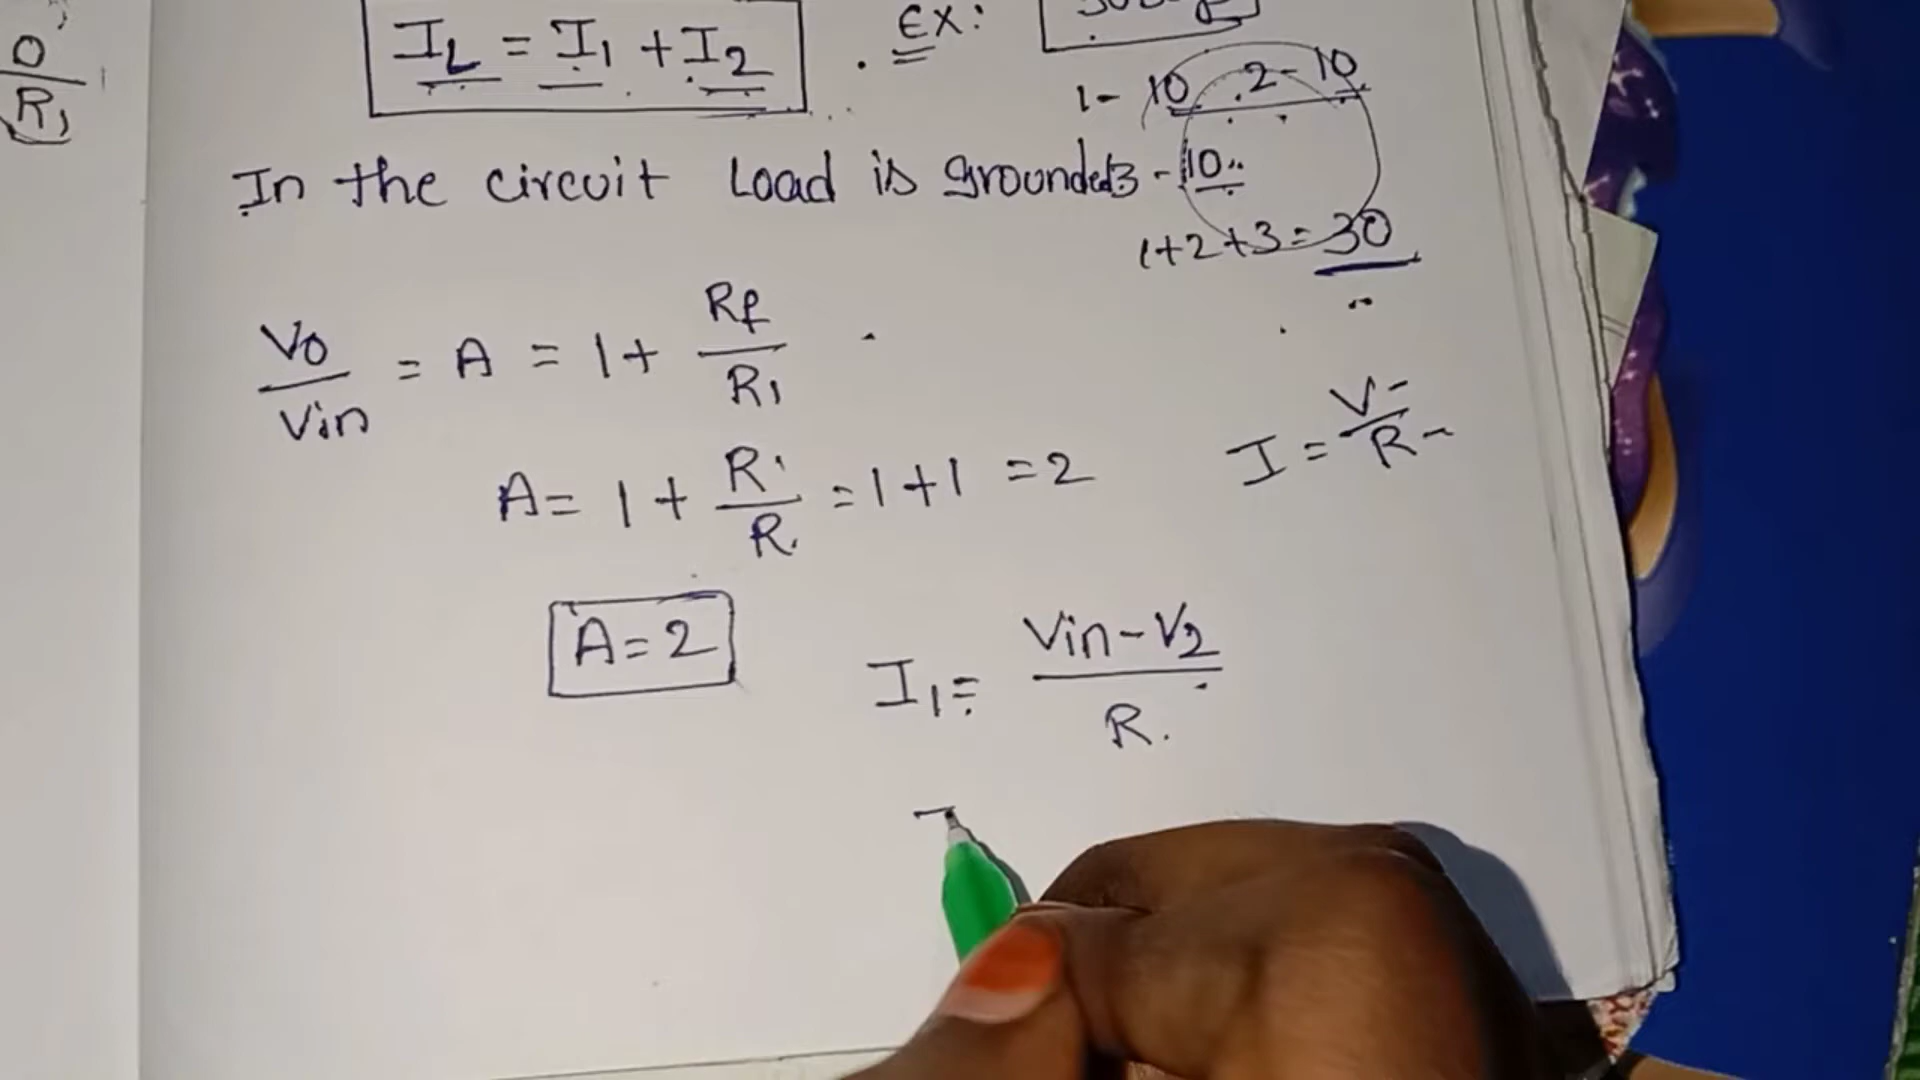 O
R1
IL = I1 + I2
Ex:
1- 10 2-10
In the circuit Load is grounded 3 - 10
1+2+3=30
Vo/Vin = A = 1 + Rf/R1
I = V/R
A = 1 + R/R = 1+1 = 2
A=2
I1 = Vin-V2/R